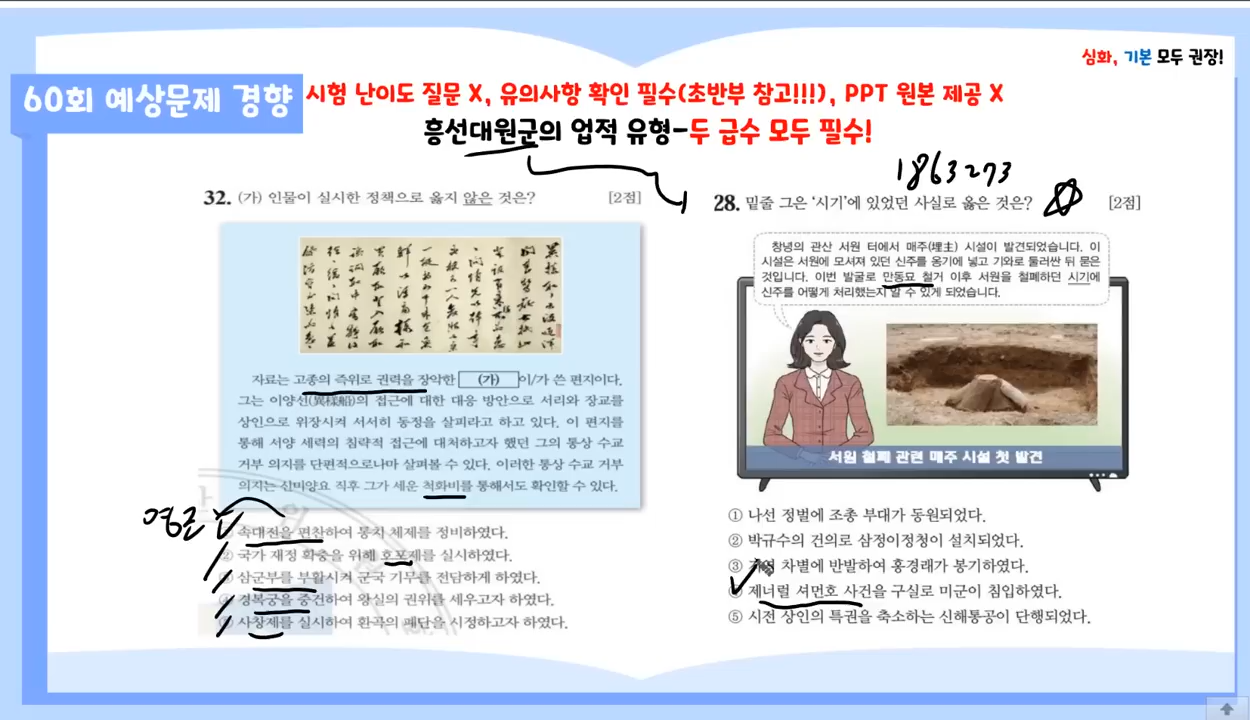 심화, 기본 모두 권장!
60회 예상문제 경향
시험 난이도 질문 X, 유의사항 확인 필수(초반부 참고!!!), PPT 원본 제공 X
흥선대원군의 업적 유형-두 급수 모두 필수!
32. (가) 인물이 실시한 정책으로 옳지 않은 것은? [2점]
자료는 고종의 즉위로 권력을 장악한 (가) 이/가 쓴 편지이다.
그는 이양선(異樣船)의 접근에 대한 대응 방안으로 서리와 장교를
상인으로 위장시켜 서서히 동정을 살피라고 하고 있다. 이 편지를
통해 서양 세력의 침략적 접근에 대처하고자 했던 그의 통상 수교
거부 의지를 단편적으로나마 살펴볼 수 있다. 이러한 통상 수교 거부
의지는 신미양요 직후 그가 세운 척화비를 통해서도 확인할 수 있다.
영조
속대전을 편찬하여 통치 체제를 정비하였다.
② 국가 재정 확충을 위해 호포제를 실시하였다.
③ 삼군부를 부활시켜 군국 기무를 전담하게 하였다.
④ 경복궁을 중건하여 왕실의 권위를 세우고자 하였다.
⑤ 사창제를 실시하여 환곡의 폐단을 시정하고자 하였다.
1863~73
28. 밑줄 그은 '시기'에 있었던 사실로 옳은 것은? [2점]
창녕의 관산 서원 터에서 매주(埋主) 시설이 발견되었습니다. 이
시설은 서원에 모셔져 있던 신주를 옹기에 넣고 기와로 둘러싼 뒤 묻은
것입니다. 이번 발굴로 만동묘 철거 이후 서원을 철폐하던 시기에
신주를 어떻게 처리했는지 알 수 있게 되었습니다.
서원 철폐 관련 매주 시설 첫 발견
① 나선 정벌에 조총 부대가 동원되었다.
② 박규수의 건의로 삼정이정청이 설치되었다.
③ 차별에 반발하여 홍경래가 봉기하였다.
④ 제너럴 셔먼호 사건을 구실로 미군이 침입하였다.
⑤ 시전 상인의 특권을 축소하는 신해통공이 단행되었다.